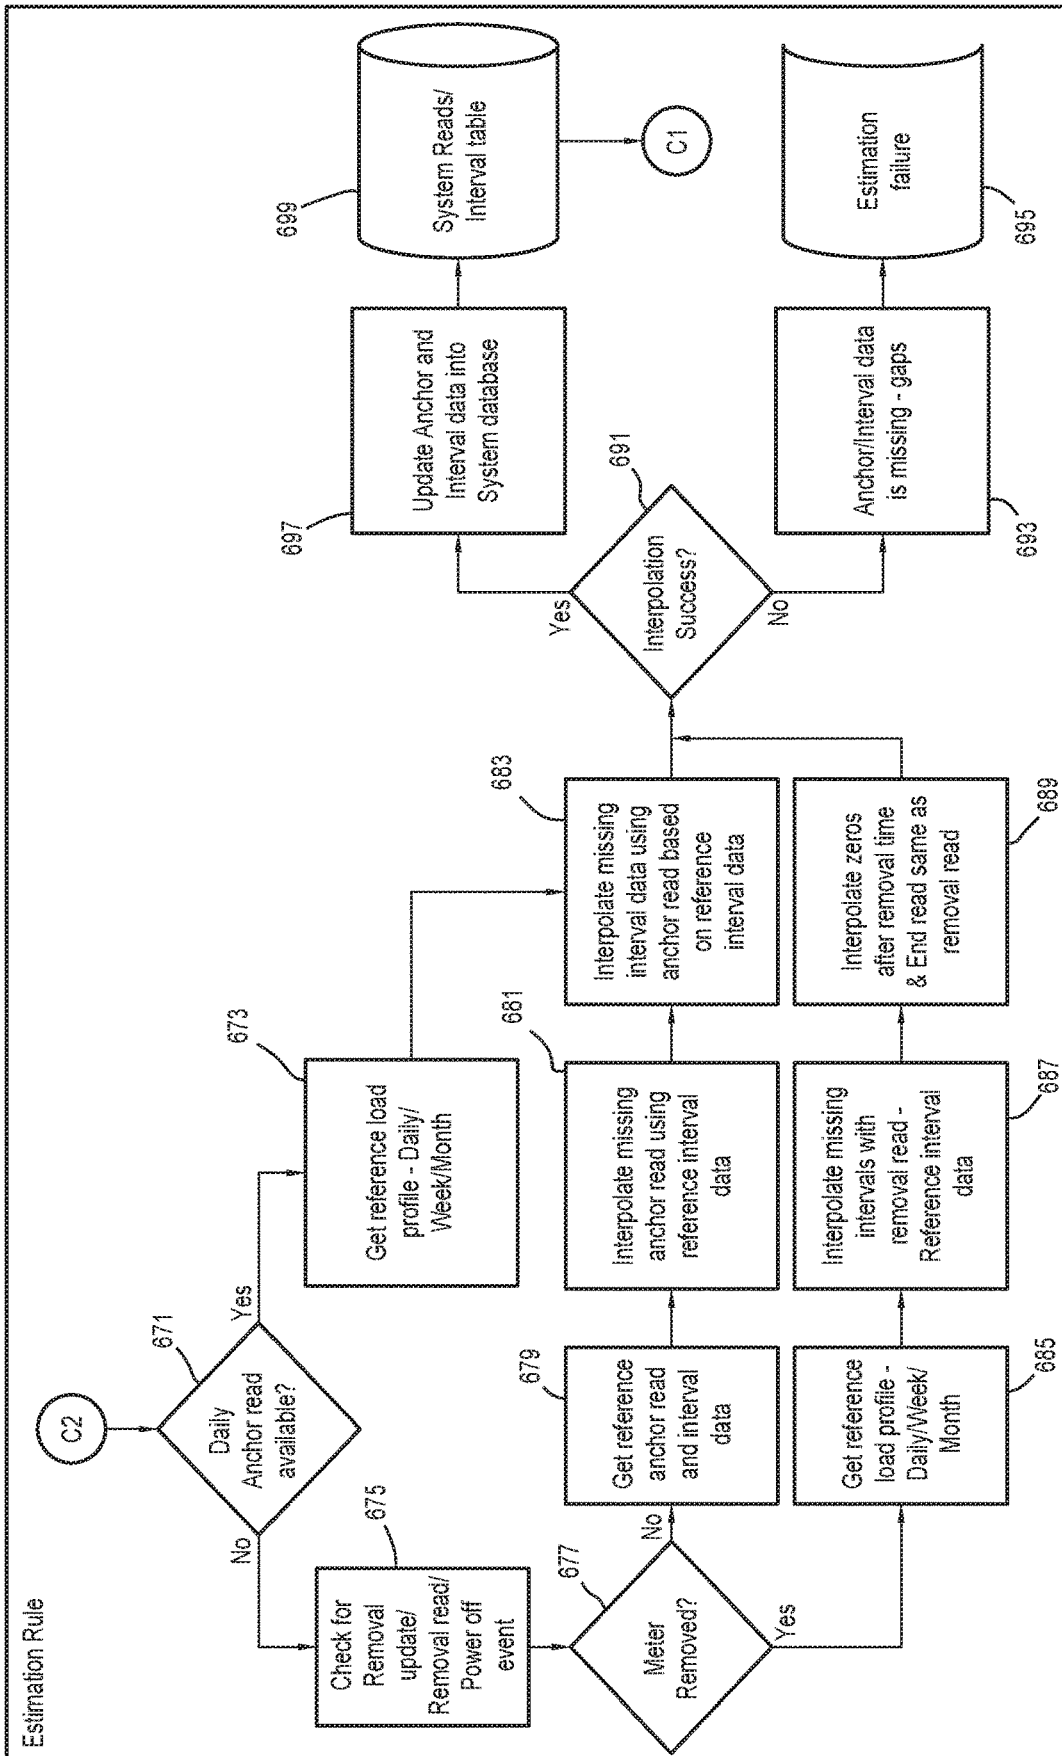 Estimation Rule
C2
671
Daily
Anchor read
available?
Yes
No
673
Get reference load
profile - Daily/
Week/Month
675
Check for
Removal
update/
Removal read/
Power off
event
677
Meter
Removed?
No
Yes
679
Get reference
anchor read
and interval
data
681
Interpolate missing
anchor read using
reference interval
data
683
Interpolate missing
interval data using
anchor read based
on reference
interval data
685
Get reference
load profile -
Daily/Week/
Month
687
Interpolate missing
intervals with
removal read -
Reference interval
data
689
Interpolate zeros
after removal time
& End read same as
removal read
691
Interpolation
Success?
Yes
No
697
Update Anchor and
Interval data into
System database
699
System Reads/
Interval table
C1
693
Anchor/Interval data
is missing - gaps
695
Estimation
failure